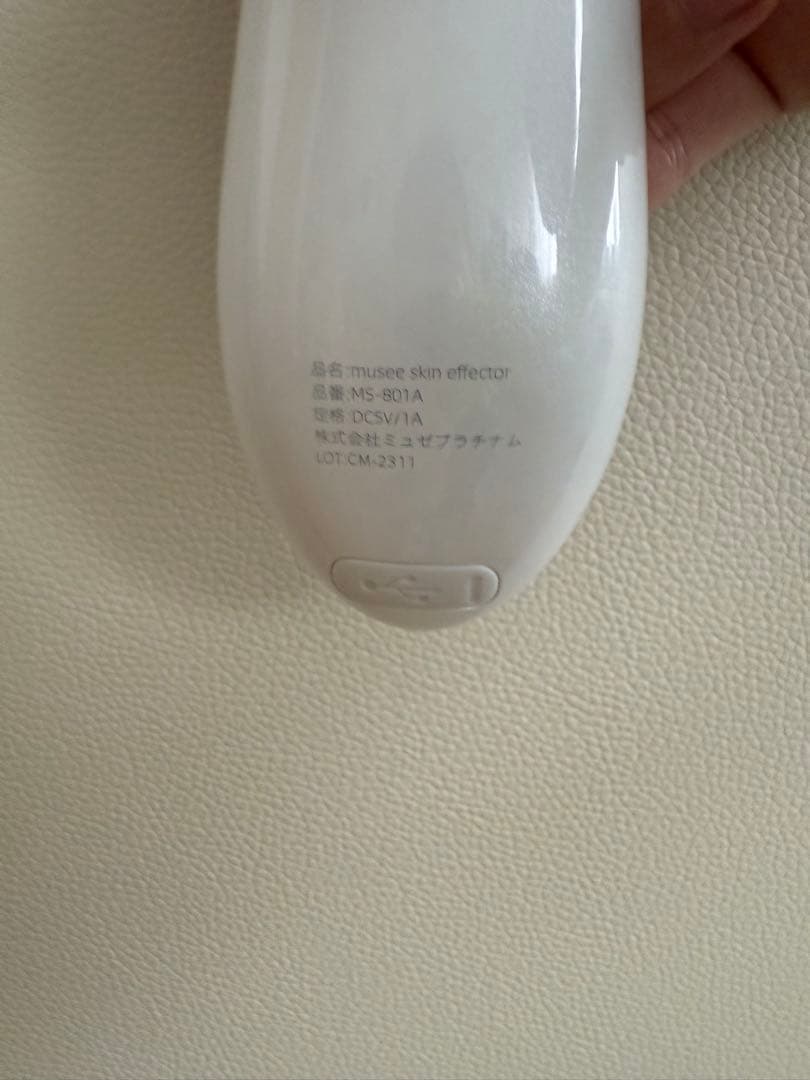 品名:musee skin effector
品番:MS-801A
定格:DC5V/1A
株式会社ミュゼプラチナム
LOT:CM-2311